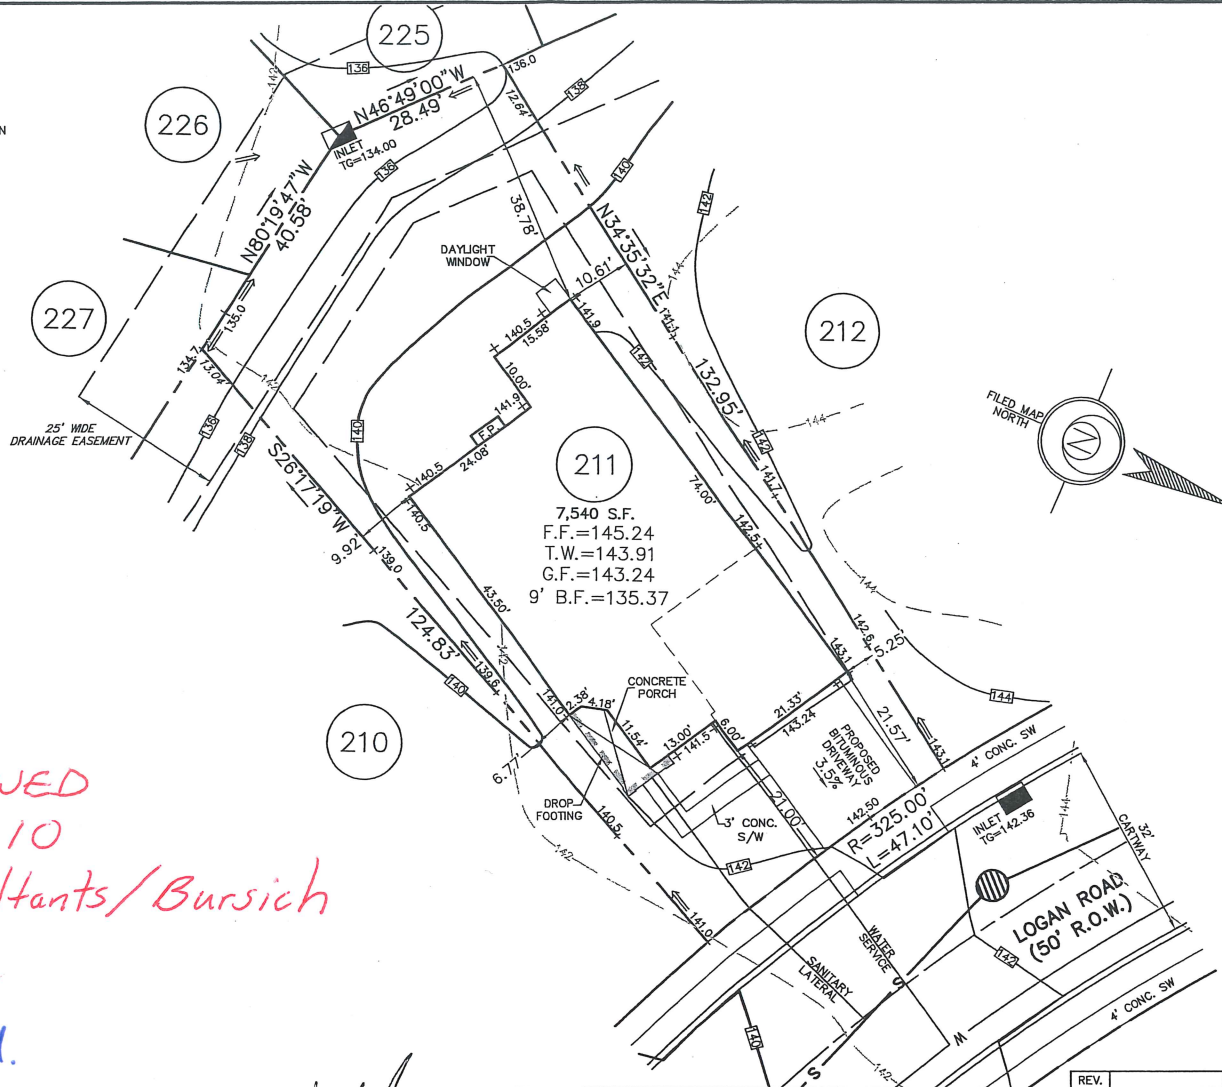 225
136
142
136.0
N46°49'00"W
28.49'
226
N
INLET
TG=134.00
12.64'
138
136
140
142
N80°19'47"W
40.58'
38.78'
N34°35'32"E
144
DAYLIGHT
WINDOW
10.61'
227
135.0
134.7
13.04'
142
140.5
15.58'
141.9
141.1
142
212
132.95'
10.00'
141.9
F.P.
144
FILED MAP
NORTH
N
25' WIDE
DRAINAGE EASEMENT
138
138
140
S26°17'19"W
140.5
24.08'
140.5
211
7,540 S.F.
F.F.=145.24
T.W.=143.91
G.F.=143.24
9' B.F.=135.37
74.00'
142.5
142
141.7
9.92'
139.0
43.50'
144
124.83'
139.6
142
140
142.6
5.25'
143.1
144
CONCRETE
PORCH
141.0
2.38'
4.18'
11.54'
13.00'
141.5
6.00'
21.33'
143.24
21.57'
143.1
4' CONC. SW
210
6.77'
PROPOSED
BITUMINOUS
DRIVEWAY
3.5%
DROP
FOOTING
140.5
3' CONC.
S/W
21.00'
142.50
R=325.00'
L=47.10'
INLET
TG=142.36
144
32'
CARTWAY
142
142
141.0
LOGAN ROAD
(50' R.O.W.)
WATER
SERVICE
SANITARY
LATERAL
S
142
4' CONC. SW
140
W
S
142
10
ltants/Bursich
REV.